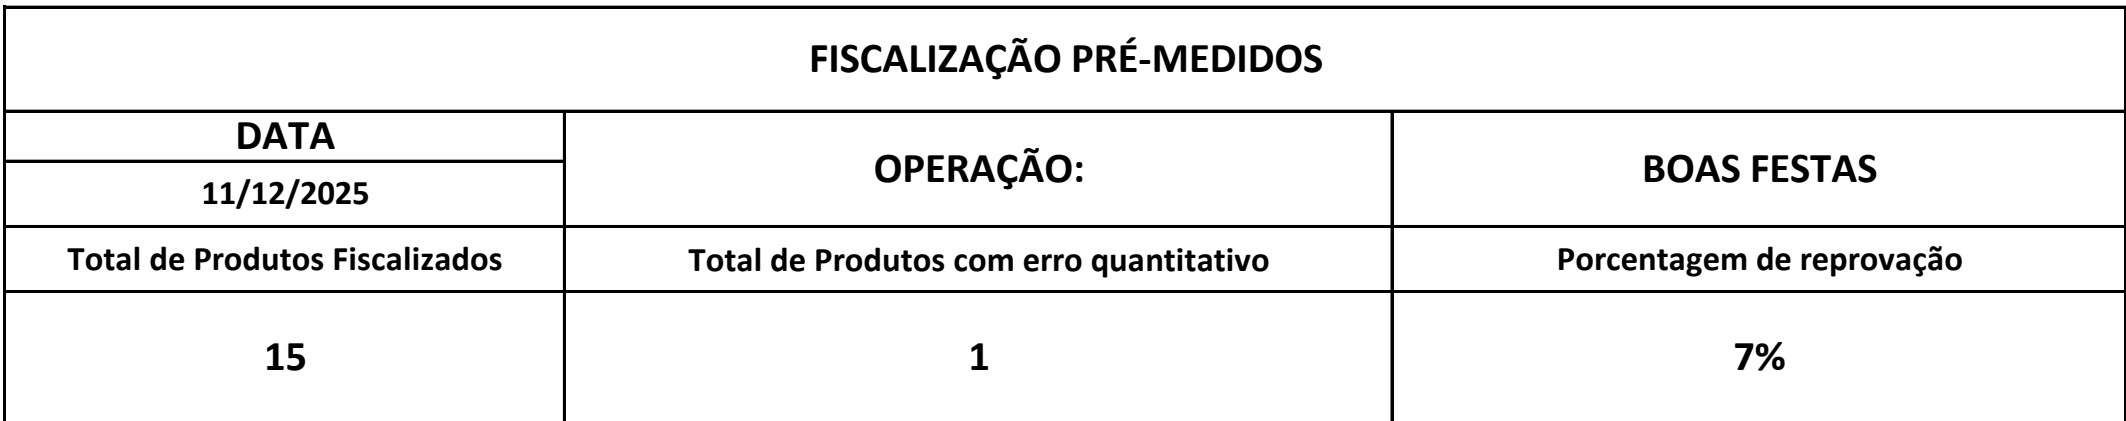 FISCALIZAÇÃO PRÉ-MEDIDOS
DATA
11/12/2025
OPERAÇÃO:
BOAS FESTAS
Total de Produtos Fiscalizados
Total de Produtos com erro quantitativo
Porcentagem de reprovação
15
1
7%